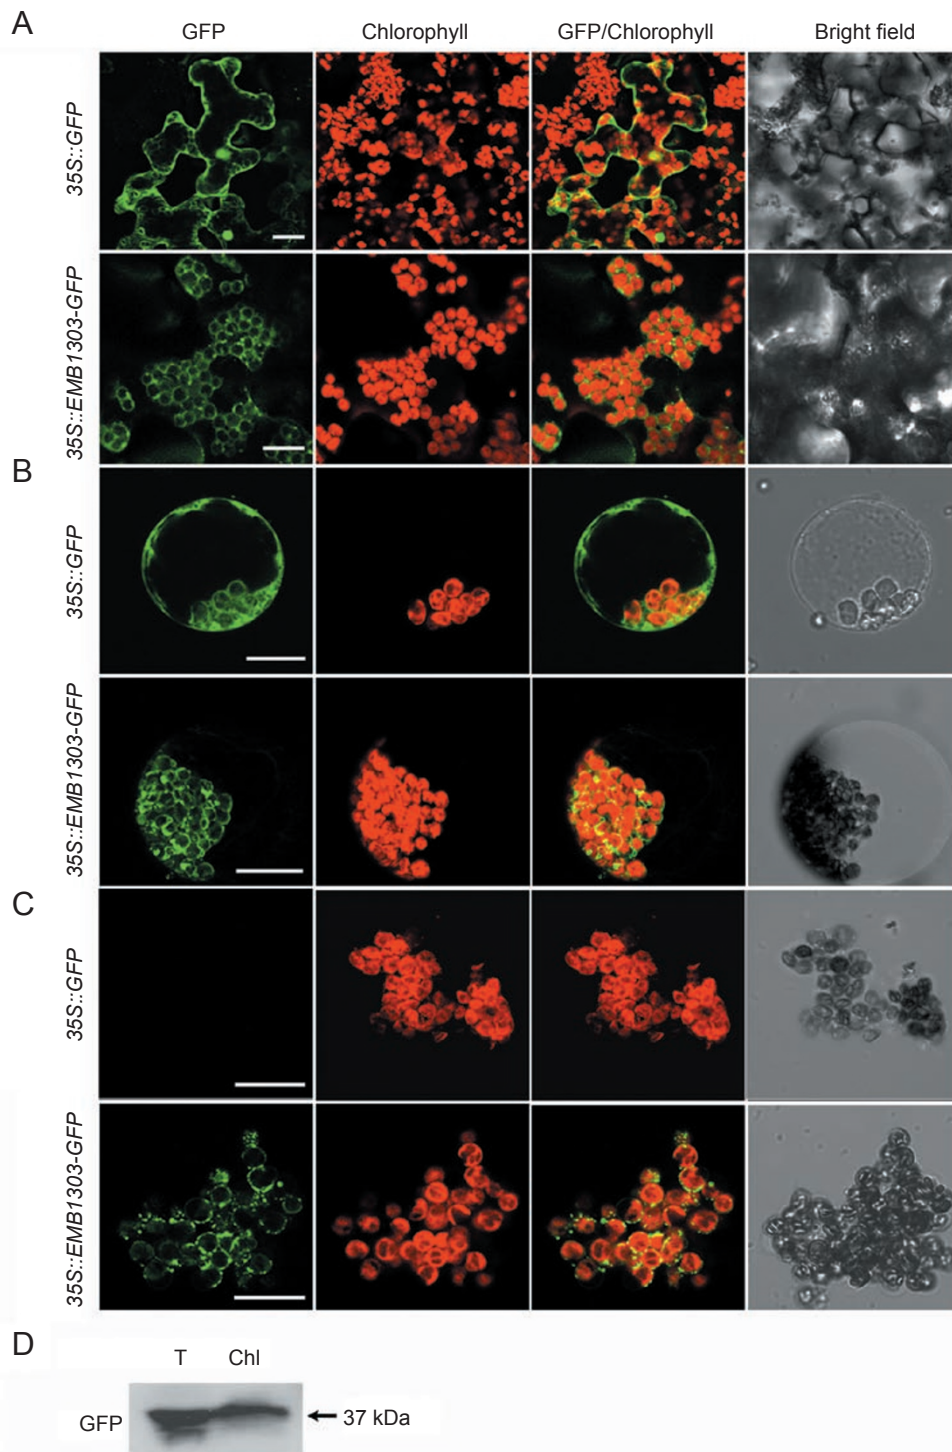 A
GFP
Chlorophyll
GFP/Chlorophyll
Bright field
35S::GFP
35S::EMB1303-GFP
B
35S::GFP
35S::EMB1303-GFP
C
35S::GFP
35S::EMB1303-GFP
D
T
Chl
GFP
37 kDa